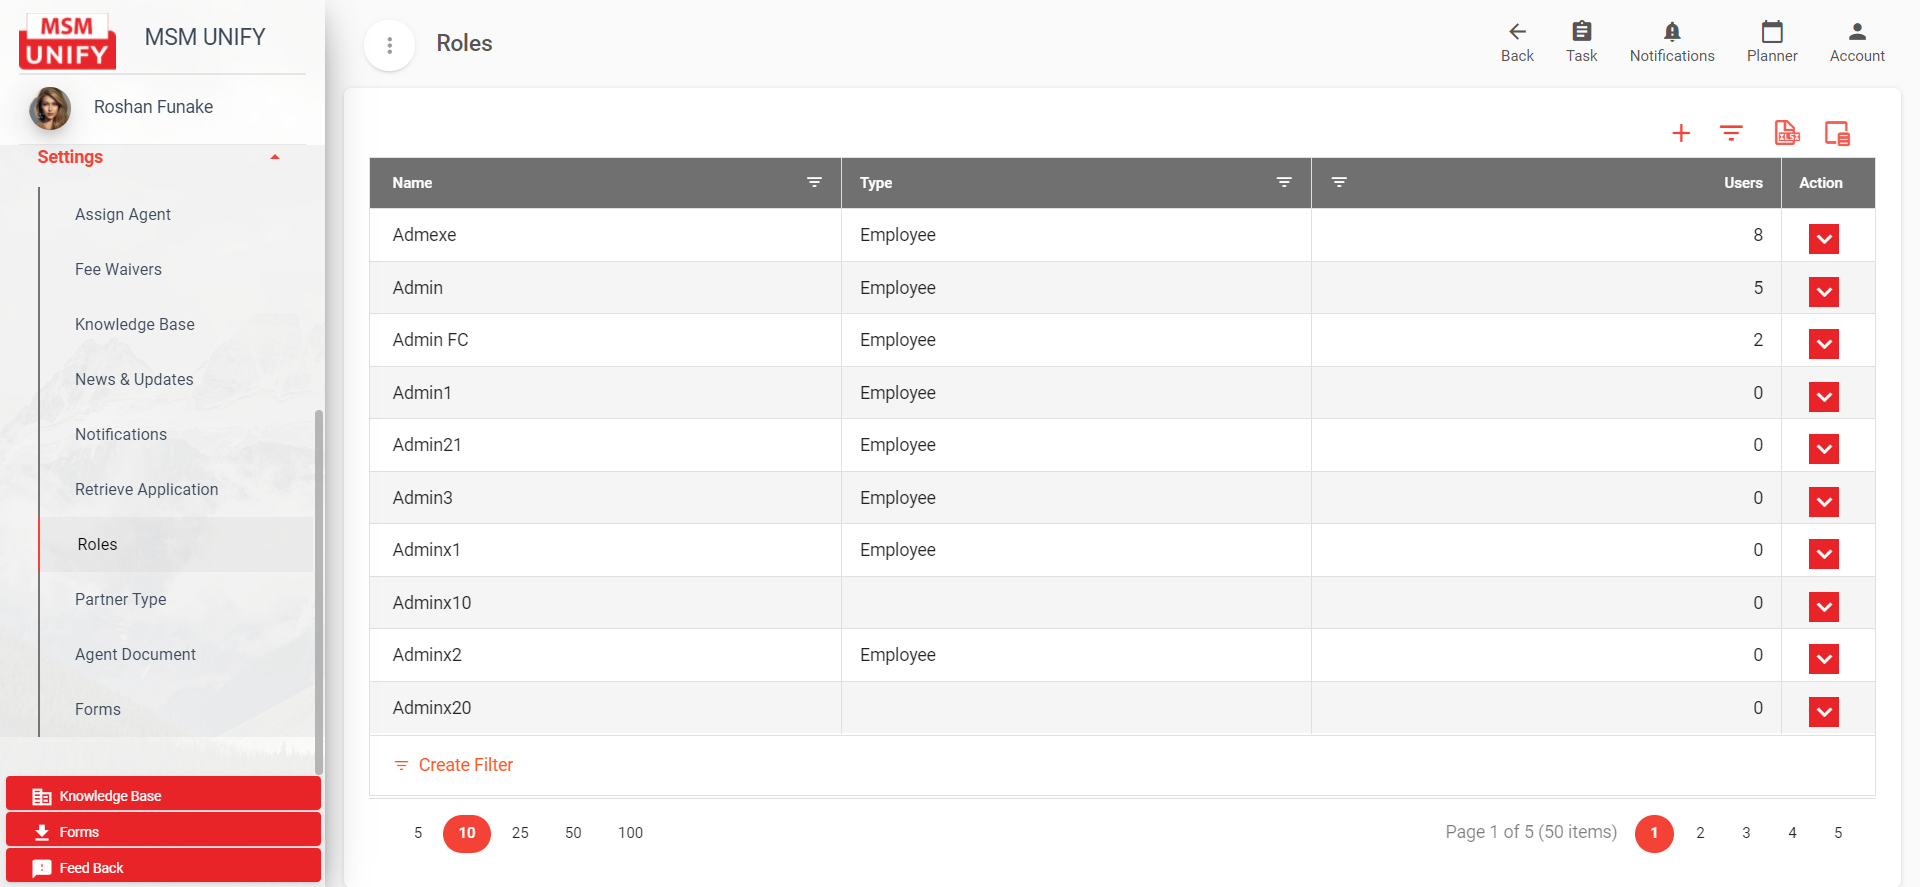 MSM
UNIFY
MSM UNIFY
Roshan Funake
Settings
Assign Agent
Fee Waivers
Knowledge Base
News & Updates
Notifications
Retrieve Application
Roles
Partner Type
Agent Document
Forms
Knowledge Base
Forms
Feed Back
Roles
Back Task Notifications Planner Account
XLSX
Name Type Users Action
Admexe Employee 8
Admin Employee 5
Admin FC Employee 2
Admin1 Employee 0
Admin21 Employee 0
Admin3 Employee 0
Adminx1 Employee 0
Adminx10 0
Adminx2 Employee 0
Adminx20 0
Create Filter
5 10 25 50 100 Page 1 of 5 (50 items) 1 2 3 4 5